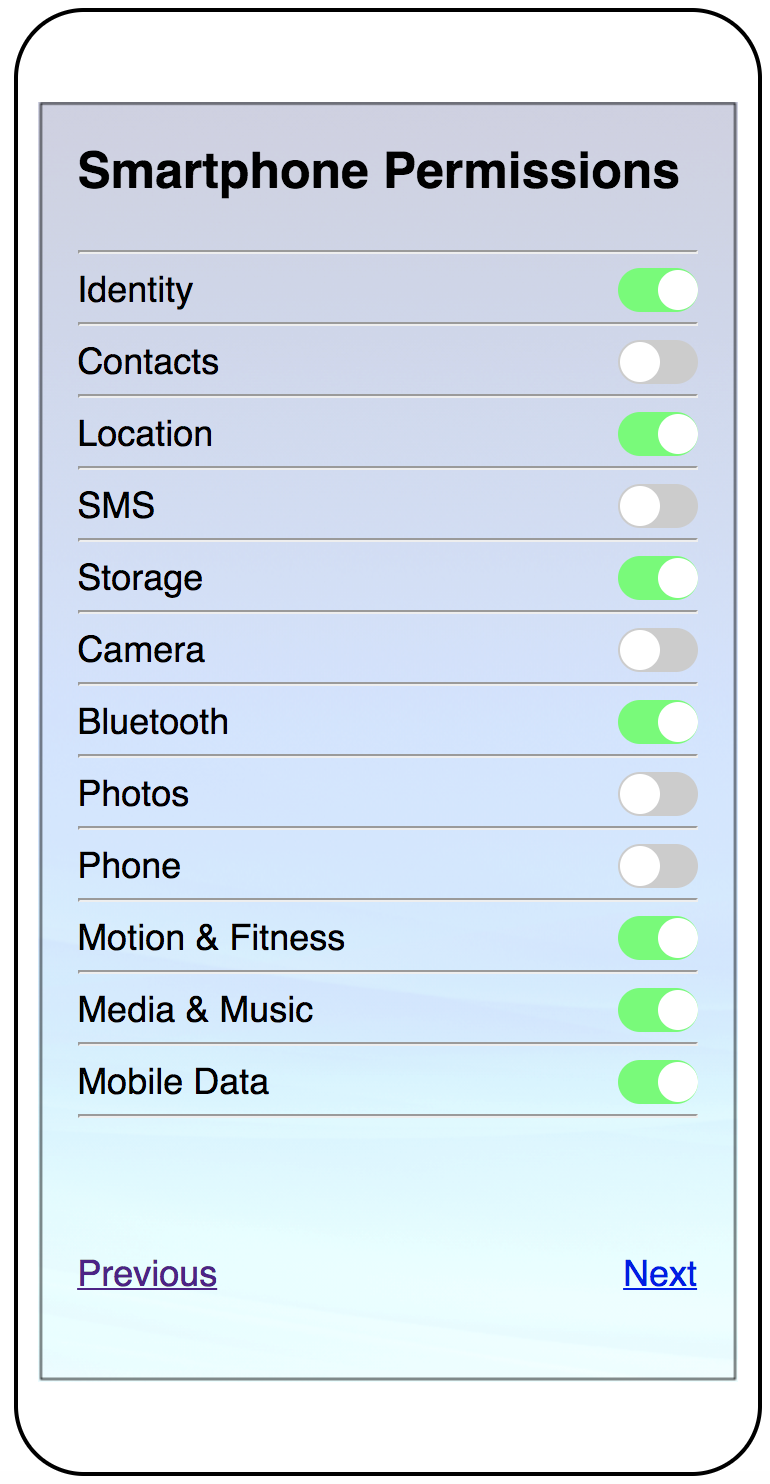 Smartphone Permissions
Identity
Contacts
Location
SMS
Storage
Camera
Bluetooth
Photos
Phone
Motion & Fitness
Media & Music
Mobile Data
Previous Next